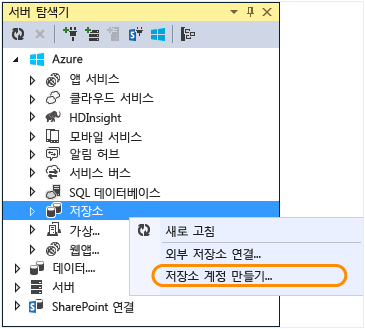 서버 탐색기
Azure
앱 서비스
클라우드 서비스
HDInsight
모바일 서비스
알림 허브
서비스 버스
SQL 데이터베이스
저장소
새로 고침
가상...
외부 저장소 연결...
웹앱...
저장소 계정 만들기...
데이터....
서버
SharePoint 연결